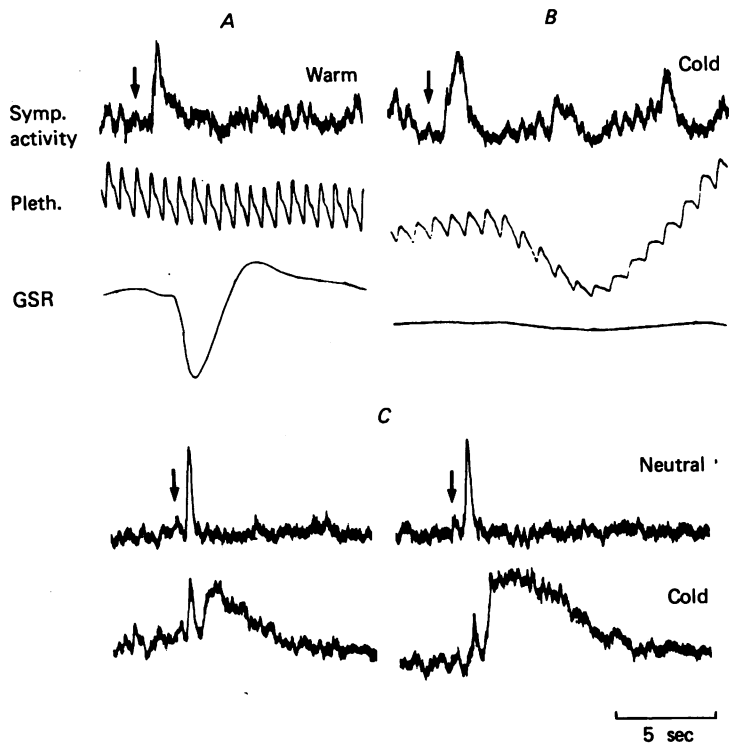 A
B
Warm
Cold
Symp.
activity
Pleth.
GSR
C
Neutral
Cold
5 sec